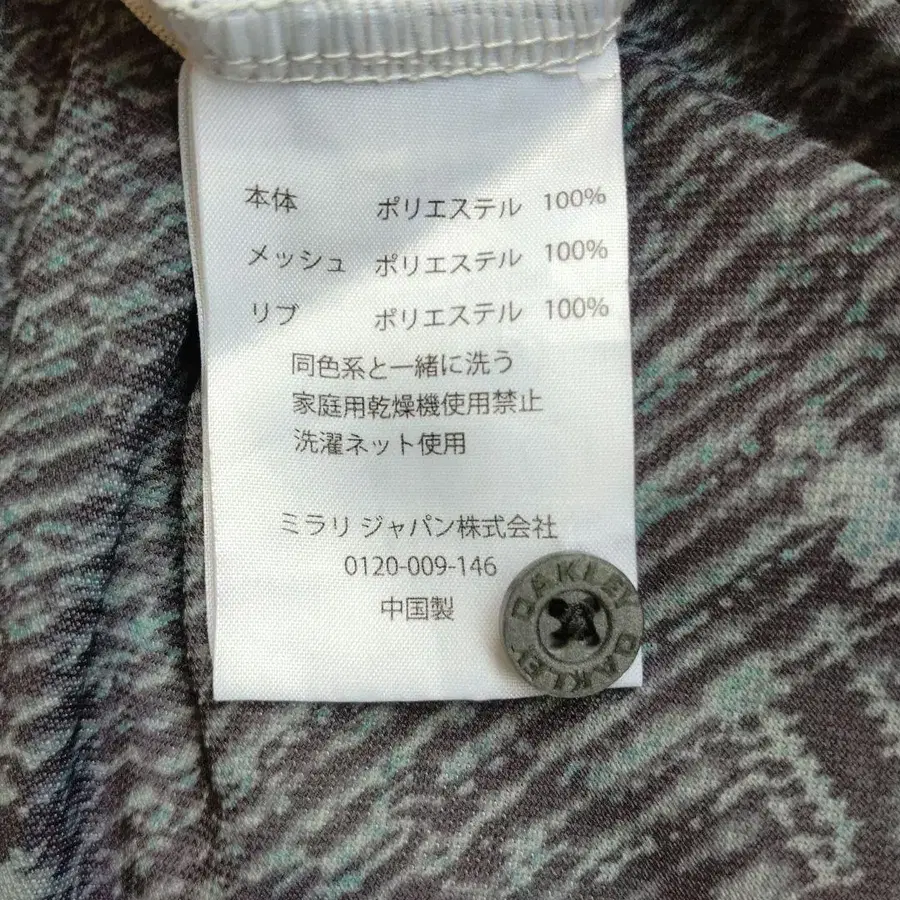 本体 ポリエステル 100%
メッシュ ポリエステル 100%
リブ ポリエステル 100%
同色系と一緒に洗う
家庭用乾燥機使用禁止
洗濯ネット使用
ミラリ ジャパン株式会社
0120-009-146
中国製
OAKLEY OAKLEY